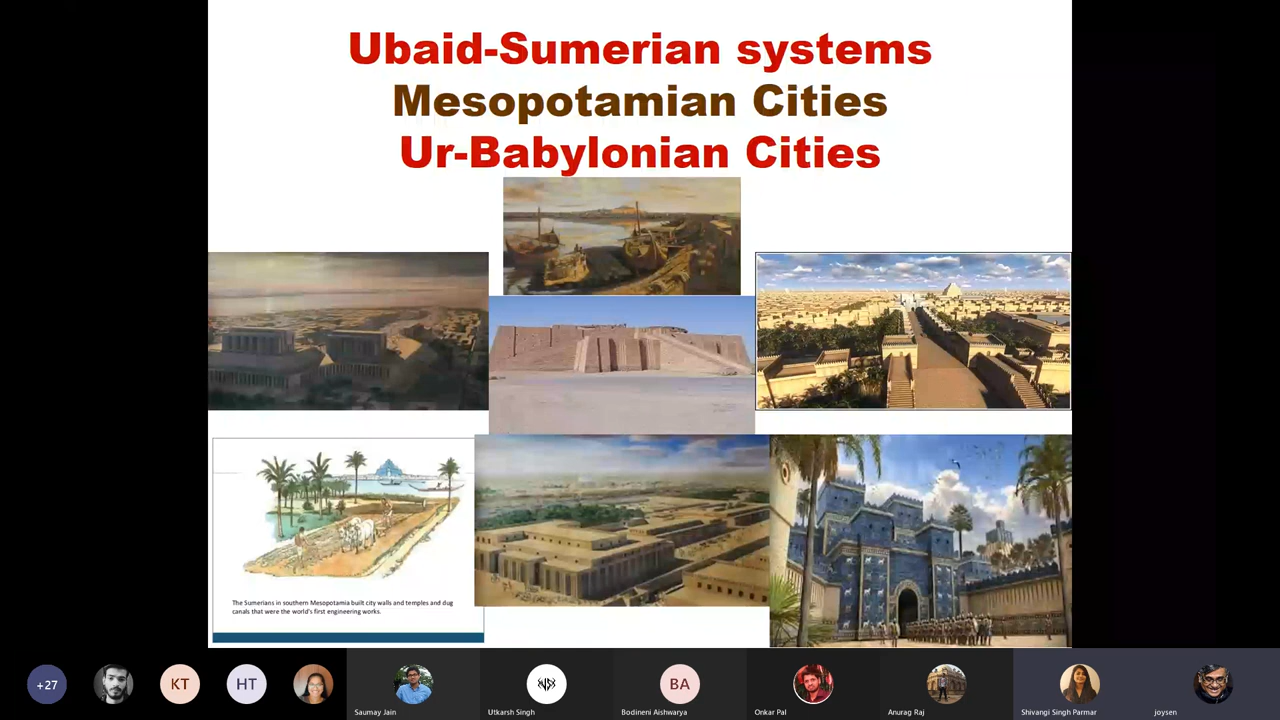 Ubaid-Sumerian systems
Mesopotamian Cities
Ur-Babylonian Cities
The Sumerians in southern Mesopotamia built city walls and temples and dug
canals that were the world's first engineering works.
+27
KT
HT
BA
Saumay Jain
Utkarsh Singh
Bodineni Aishwarya
Onkar Pal
Anurag Raj
Shivangi Singh Parmar
joysen